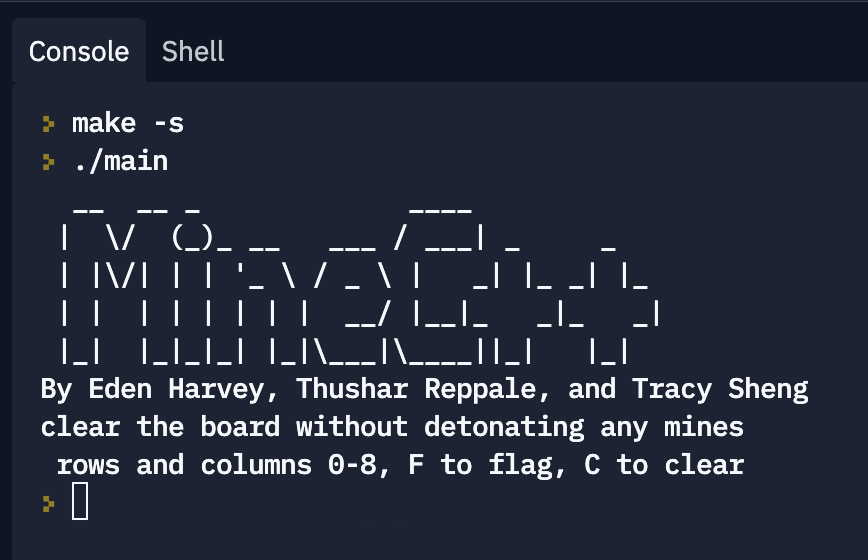 Console Shell
make -s
./main
  __  __ _             ____
 |  \/  (_)_ __   ___ / ___| _     _
 | |\/| | | '_ \ / _ \ |   _| |_ _| |_
 | |  | | | | | |  __/ |__|_   _|_   _|
 |_|  |_|_|_| |_|\___|\____||_|   |_|
By Eden Harvey, Thushar Reppale, and Tracy Sheng
clear the board without detonating any mines
 rows and columns 0-8, F to flag, C to clear